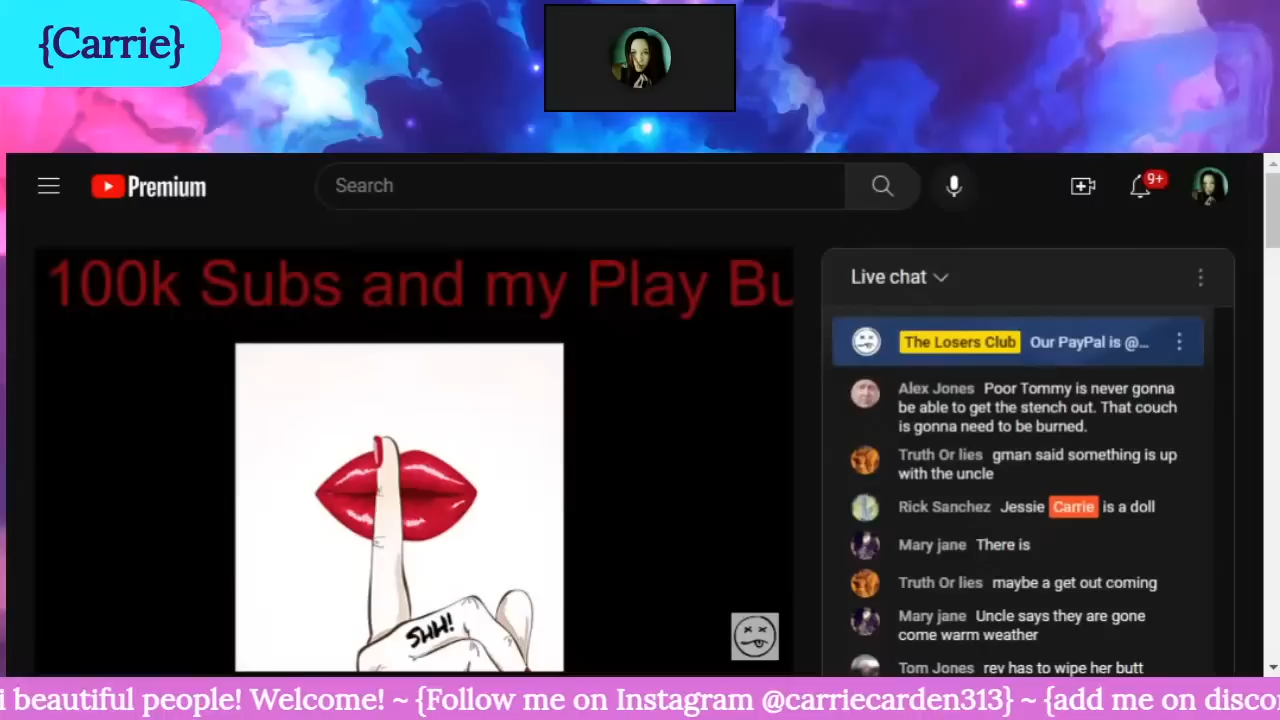 {Carrie}
Premium
Search
9+
100k Subs and my Play Bu
Live chat
The Losers Club Our PayPal is @...
Alex Jones Poor Tommy is never gonna
be able to get the stench out. That couch
is gonna need to be burned.
Truth Or lies gman said something is up
with the uncle
Rick Sanchez Jessie Carrie is a doll
Mary jane There is
Truth Or lies maybe a get out coming
Mary jane Uncle says they are gone
come warm weather
Tom Jones rev has to wipe her butt
SHH!
i beautiful people! Welcome! ~ {Follow me on Instagram @carriecarden313} ~ {add me on disco